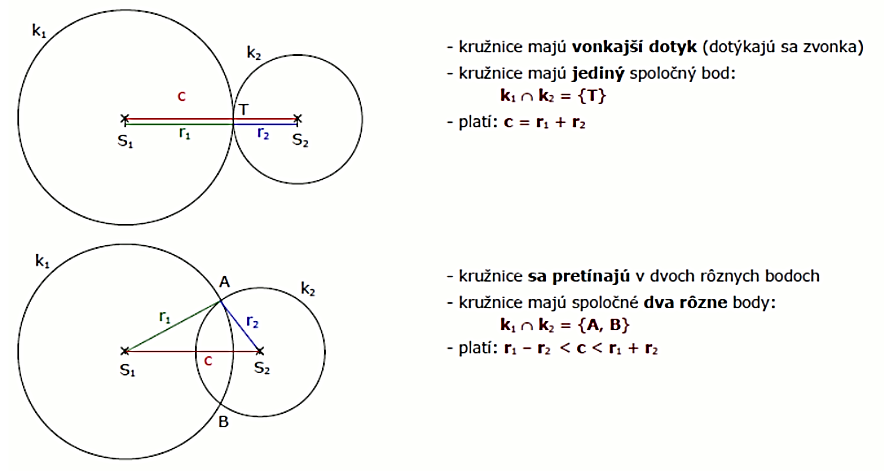 k₁
k₂
c
T
S₁
r₁
r₂
S₂
- kružnice majú vonkajší dotyk (dotýkajú sa zvonka)
- kružnice majú jediný spoločný bod:
k₁ ∩ k₂ = {T}
- platí: c = r₁ + r₂
k₁
A
k₂
r₁
r₂
c
S₁
S₂
B
- kružnice sa pretínajú v dvoch rôznych bodoch
- kružnice majú spoločné dva rôzne body:
k₁ ∩ k₂ = {A, B}
- platí: r₁ – r₂ < c < r₁ + r₂